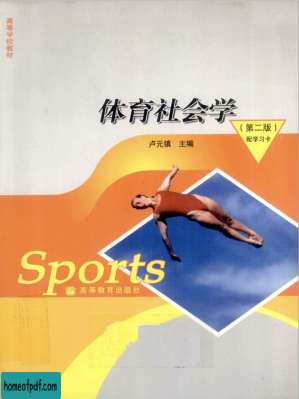 高等学校教材
体育社会学
(第二版)
配学习卡
卢元镇 主编
Sports
高等教育出版社
homeofpdf.com